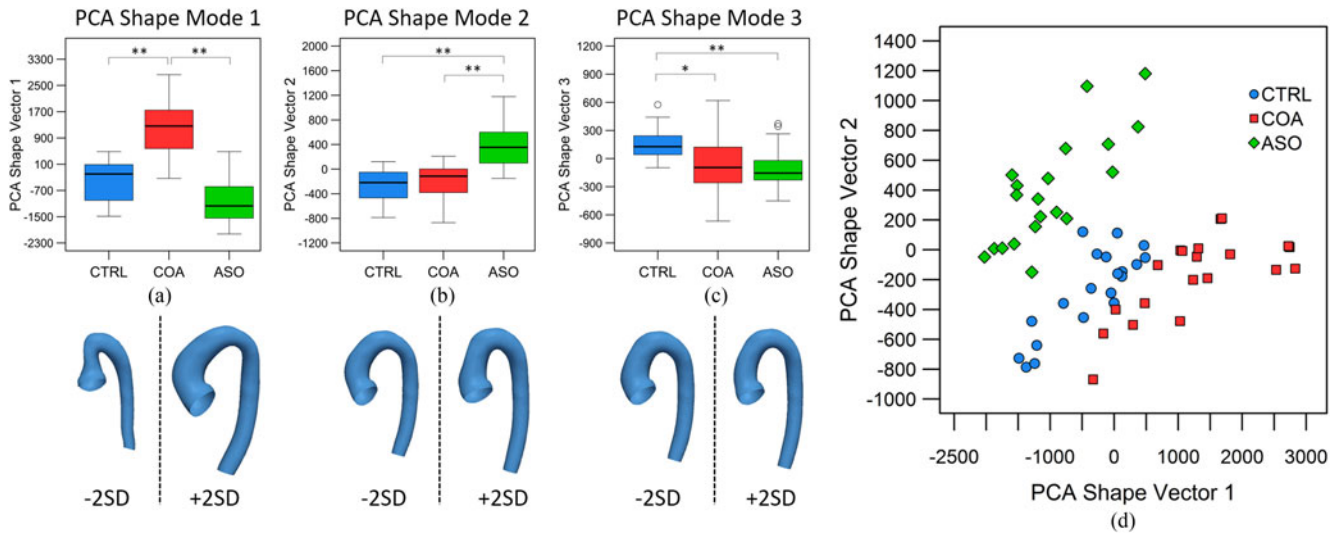 PCA Shape Mode 1
PCA Shape Vector 1
3300
2500
1700
900
100
-700
-1500
-2300
** **
CTRL COA ASO
(a)
-2SD +2SD
PCA Shape Mode 2
PCA Shape Vector 2
2000
1600
1200
800
400
0
-400
-800
-1200
**
**
CTRL COA ASO
(b)
-2SD +2SD
PCA Shape Mode 3
PCA Shape Vector 3
900
600
300
0
-300
-600
-900
**
*
CTRL COA ASO
(c)
-2SD +2SD
PCA Shape Vector 2
1400
1200
1000
800
600
400
200
0
-200
-400
-600
-800
-1000
CTRL
COA
ASO
-2500 -1000 0 1000 2000 3000
PCA Shape Vector 1
(d)